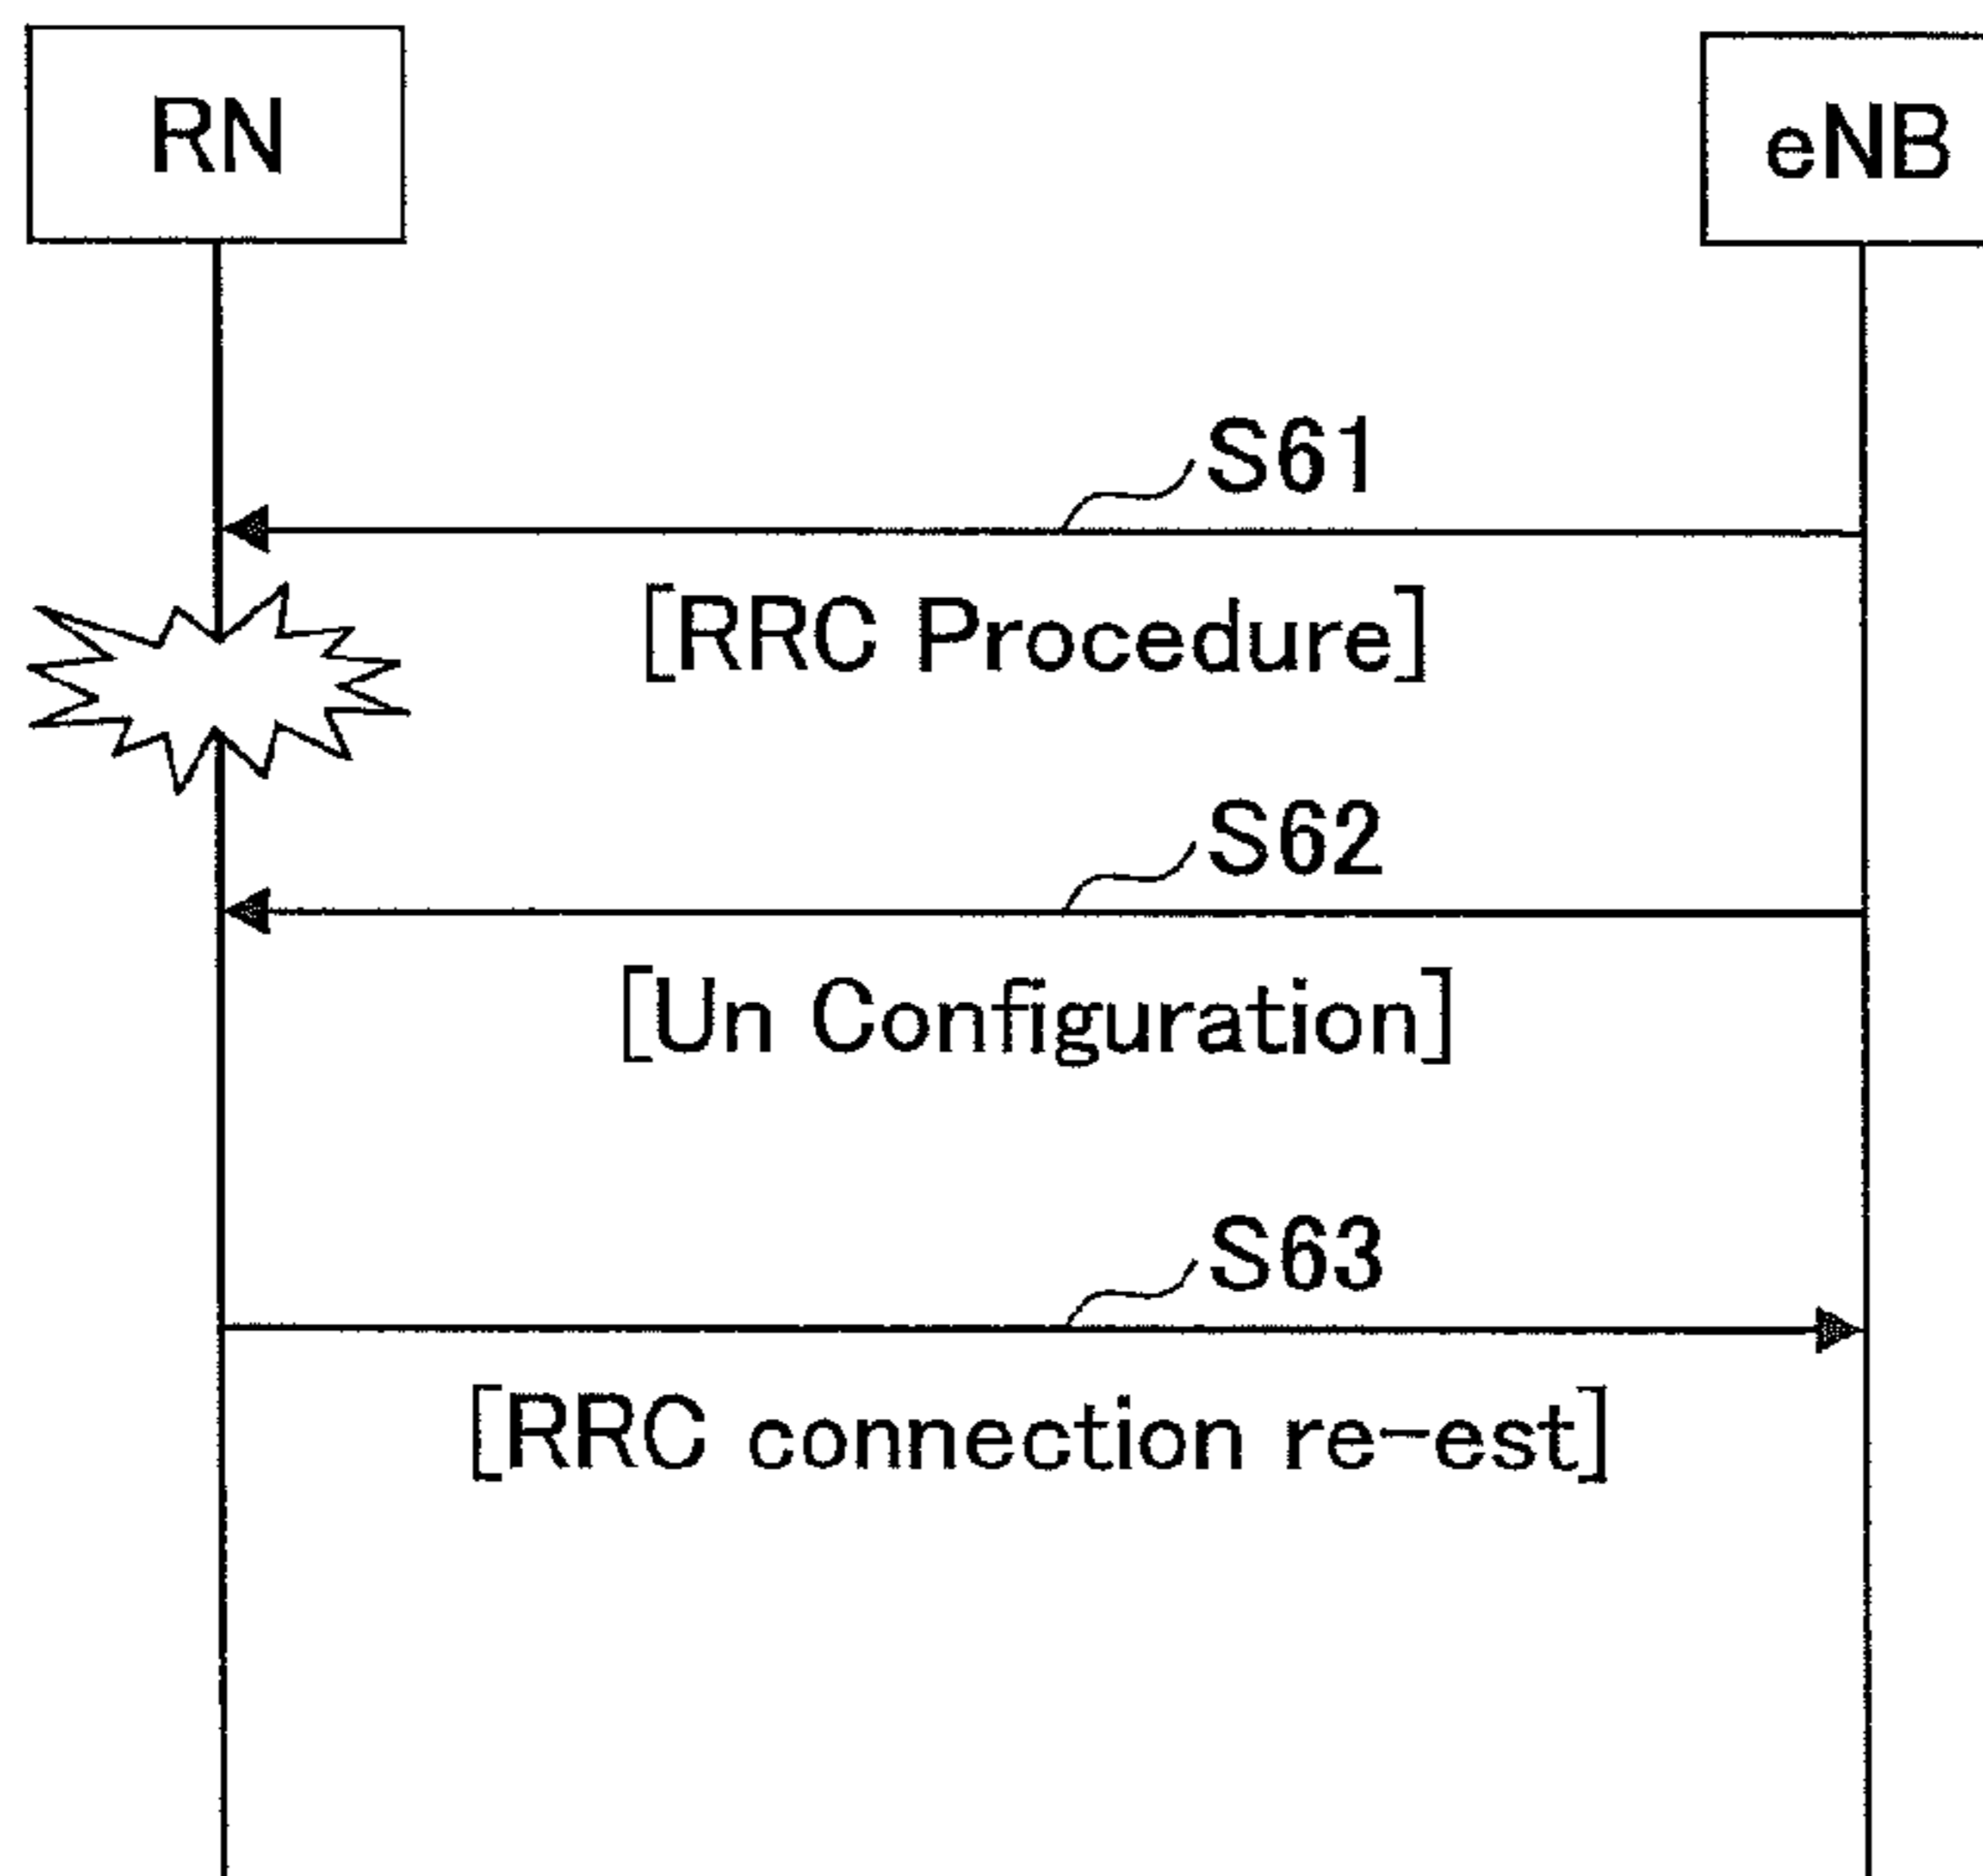 RN
eNB
S61
[RRC Procedure]
S62
[Un Configuration]
S63
[RRC connection re-est]